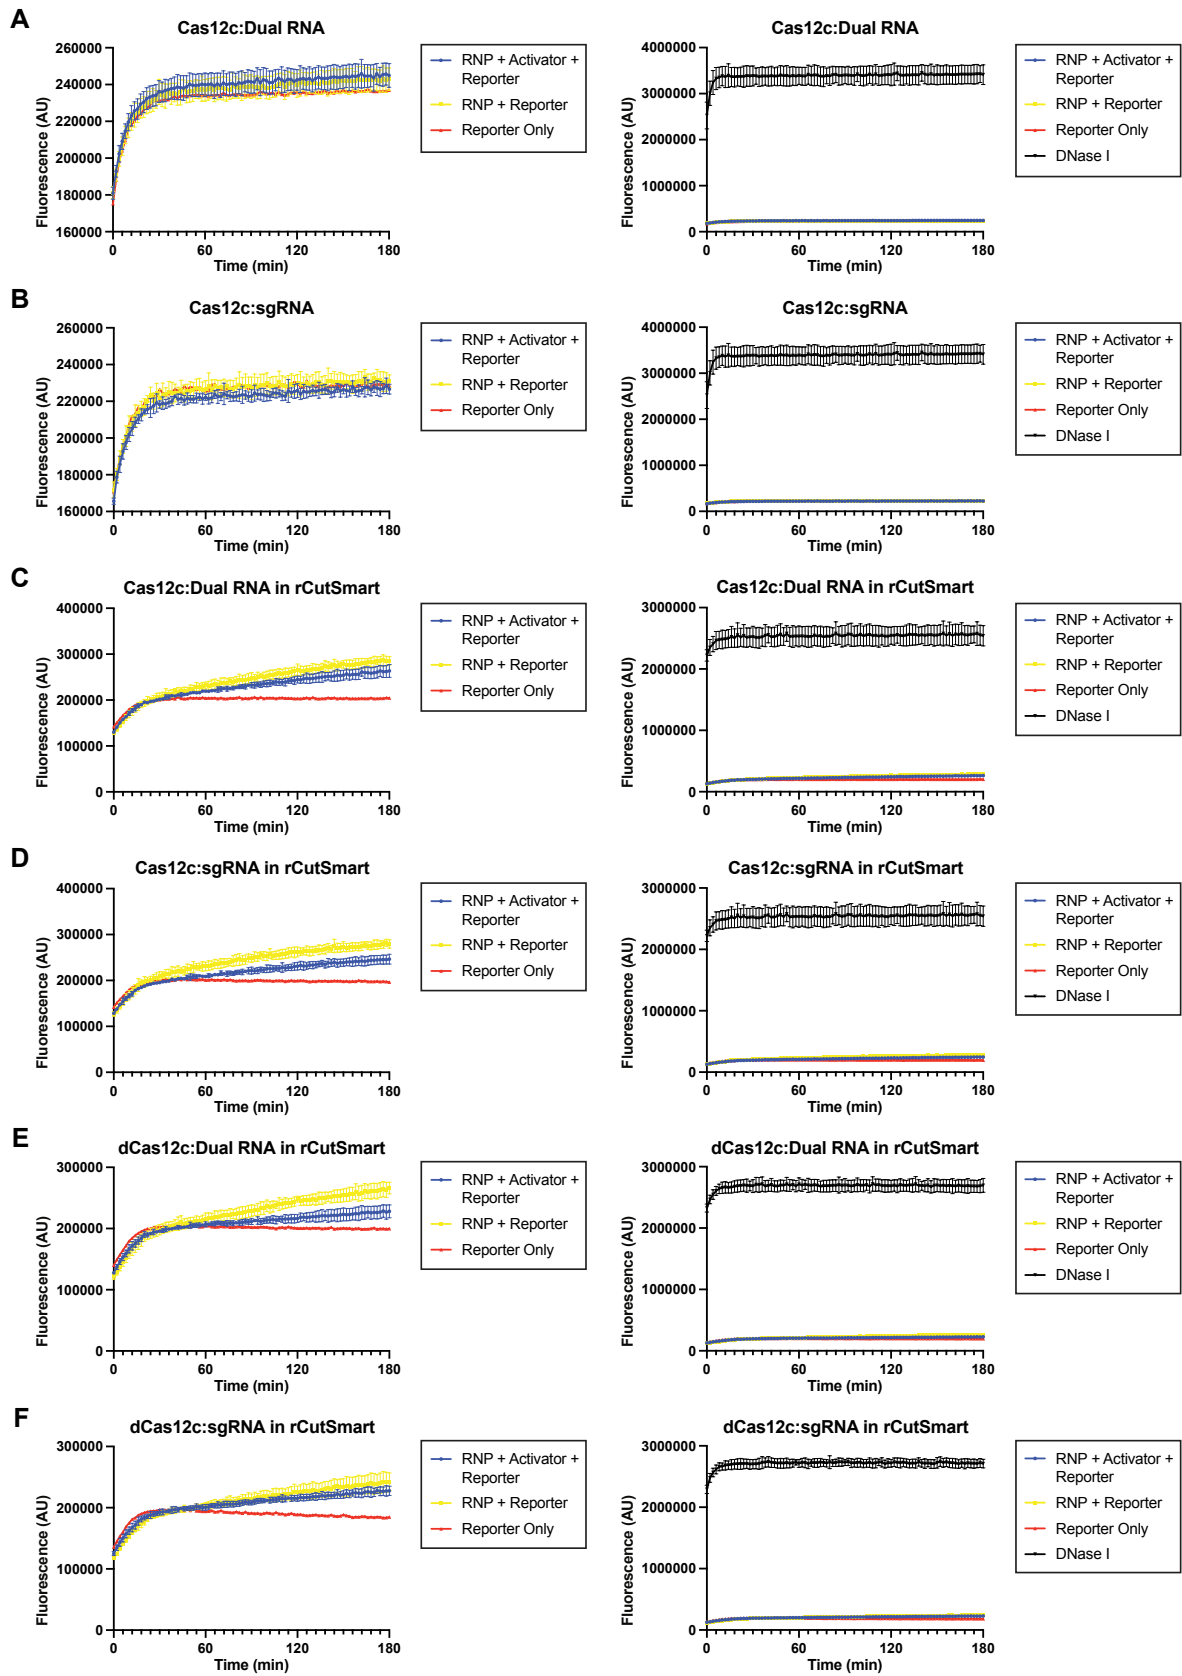 A
Cas12c:Dual RNA
Fluorescence (AU)
260000
240000
220000
200000
180000
160000
0
60
120
180
Time (min)
RNP + Activator +
Reporter
RNP + Reporter
Reporter Only
Cas12c:Dual RNA
Fluorescence (AU)
4000000
3000000
2000000
1000000
0
0
60
120
180
Time (min)
RNP + Activator +
Reporter
RNP + Reporter
Reporter Only
DNase I
B
Cas12c:sgRNA
Fluorescence (AU)
260000
240000
220000
200000
180000
160000
0
60
120
180
Time (min)
RNP + Activator +
Reporter
RNP + Reporter
Reporter Only
Cas12c:sgRNA
Fluorescence (AU)
4000000
3000000
2000000
1000000
0
0
60
120
180
Time (min)
RNP + Activator +
Reporter
RNP + Reporter
Reporter Only
DNase I
C
Cas12c:Dual RNA in rCutSmart
Fluorescence (AU)
400000
300000
200000
100000
0
0
60
120
180
Time (min)
RNP + Activator +
Reporter
RNP + Reporter
Reporter Only
Cas12c:Dual RNA in rCutSmart
Fluorescence (AU)
3000000
2000000
1000000
0
0
60
120
180
Time (min)
RNP + Activator +
Reporter
RNP + Reporter
Reporter Only
DNase I
D
Cas12c:sgRNA in rCutSmart
Fluorescence (AU)
400000
300000
200000
100000
0
0
60
120
180
Time (min)
RNP + Activator +
Reporter
RNP + Reporter
Reporter Only
Cas12c:sgRNA in rCutSmart
Fluorescence (AU)
3000000
2000000
1000000
0
0
60
120
180
Time (min)
RNP + Activator +
Reporter
RNP + Reporter
Reporter Only
DNase I
E
dCas12c:Dual RNA in rCutSmart
Fluorescence (AU)
300000
200000
100000
0
0
60
120
180
Time (min)
RNP + Activator +
Reporter
RNP + Reporter
Reporter Only
dCas12c:Dual RNA in rCutSmart
Fluorescence (AU)
3000000
2000000
1000000
0
0
60
120
180
Time (min)
RNP + Activator +
Reporter
RNP + Reporter
Reporter Only
DNase I
F
dCas12c:sgRNA in rCutSmart
Fluorescence (AU)
300000
200000
100000
0
0
60
120
180
Time (min)
RNP + Activator +
Reporter
RNP + Reporter
Reporter Only
dCas12c:sgRNA in rCutSmart
Fluorescence (AU)
3000000
2000000
1000000
0
0
60
120
180
Time (min)
RNP + Activator +
Reporter
RNP + Reporter
Reporter Only
DNase I